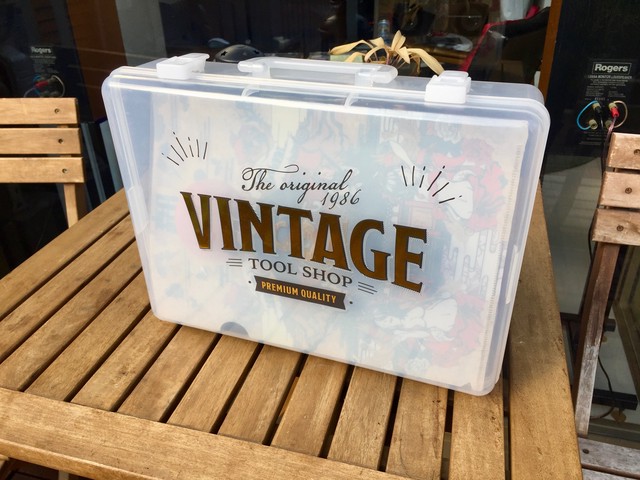 Rogers
Rogers
The original
1986
VINTAGE
TOOL SHOP
PREMIUM QUALITY